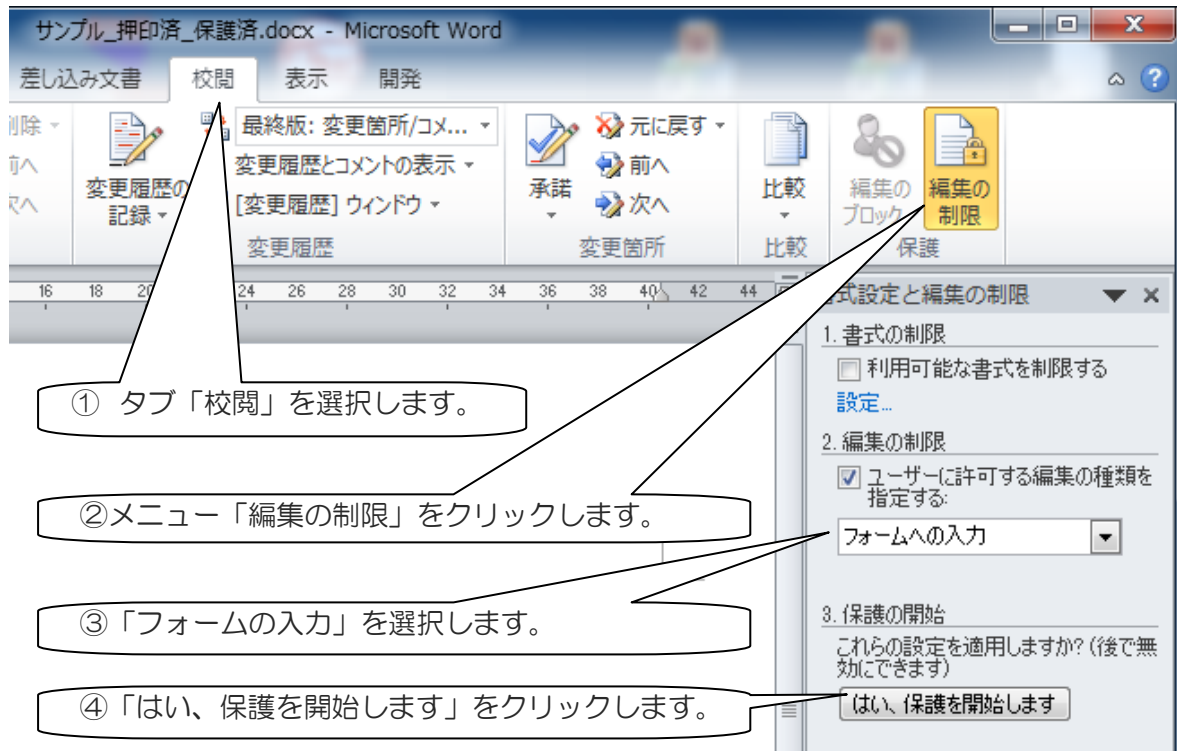 サンプル_押印済_保護済.docx - Microsoft Word
差し込み文書 校閲 表示 開発
削除 最終版: 変更箇所/コメ... 元に戻す
前へ 変更履歴とコメントの表示 前へ
次へ 変更履歴の記録 [変更履歴] ウィンドウ 承諾 次へ 比較 編集のブロック 編集の制限
変更履歴 変更箇所 比較 保護
16 18 20 24 26 28 30 32 34 36 38 40 42 44
書式設定と編集の制限
1. 書式の制限
利用可能な書式を制限する
設定...
① タブ「校閲」を選択します。
2. 編集の制限
ユーザーに許可する編集の種類を
指定する:
②メニュー「編集の制限」をクリックします。
フォームへの入力
③「フォームの入力」を選択します。
3. 保護の開始
これらの設定を適用しますか? (後で無
効にできます)
④「はい、保護を開始します」をクリックします。
はい、保護を開始します